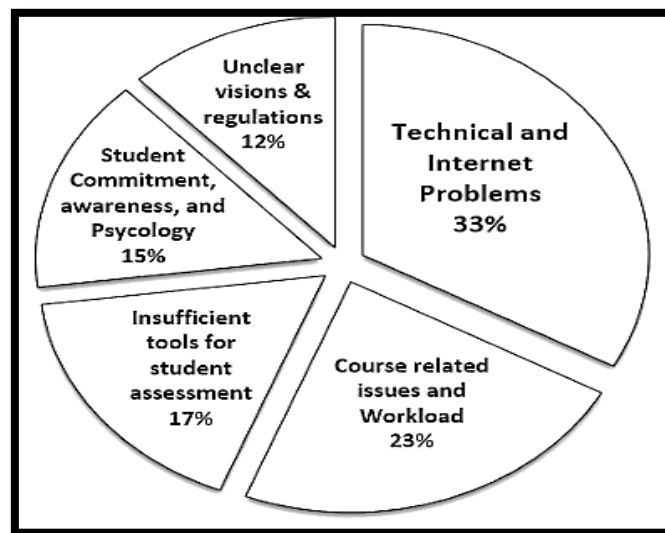 Unclear
visions &
regulations
12%
Technical and
Internet
Problems
33%
Student
Commitment,
awareness, and
Psycology
15%
Insufficient
tools for
student
assessment
17%
Course related
issues and
Workload
23%